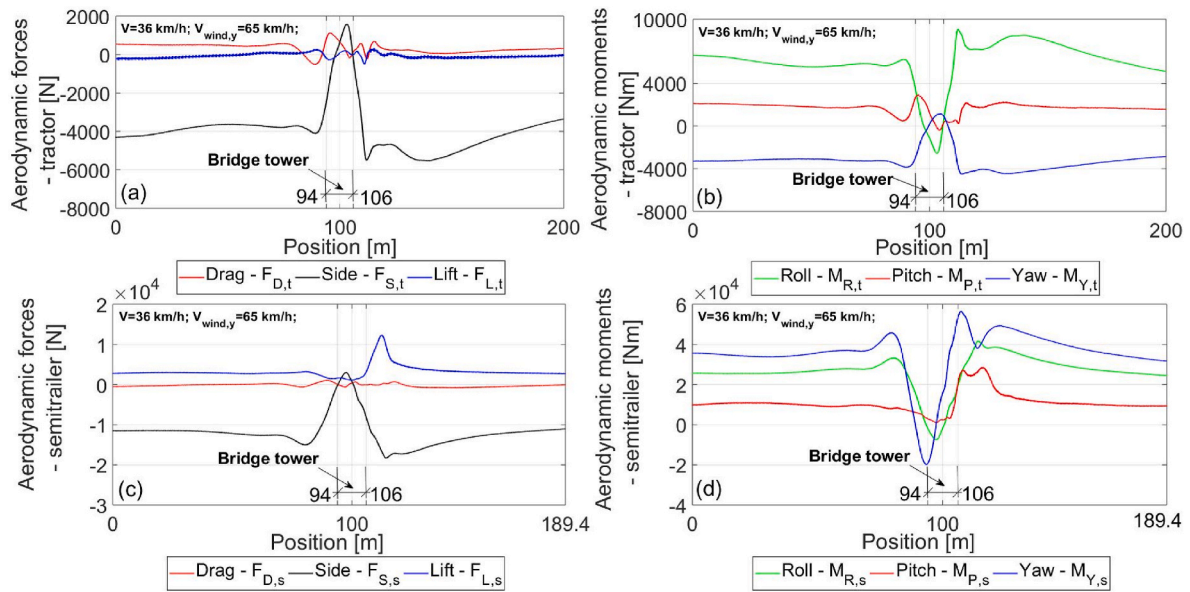 Aerodynamic forces
- tractor [N]
2000
0
-2000
-4000
-6000
-8000
V=36 km/h; V_wind,y=65 km/h;
Bridge tower
94 106
(a)
0 100 200
Position [m]
Drag - F_D,t Side - F_S,t Lift - F_L,t
Aerodynamic moments
- tractor [Nm]
10000
4000
0
-4000
-8000
V=36 km/h; V_wind,y=65 km/h;
Bridge tower
94 106
(b)
0 100 200
Position [m]
Roll - M_R,t Pitch - M_P,t Yaw - M_Y,t
Aerodynamic forces
- semitrailer [N]
×10^4
2
1
0
-1
-2
-3
V=36 km/h; V_wind,y=65 km/h;
Bridge tower
94 106
(c)
0 100 189.4
Position [m]
Drag - F_D,s Side - F_S,s Lift - F_L,s
Aerodynamic moments
- semitrailer [Nm]
×10^4
6
4
2
0
-2
-4
V=36 km/h; V_wind,y=65 km/h;
Bridge tower
94 106
(d)
0 100 189.4
Position [m]
Roll - M_R,s Pitch - M_P,s Yaw - M_Y,s